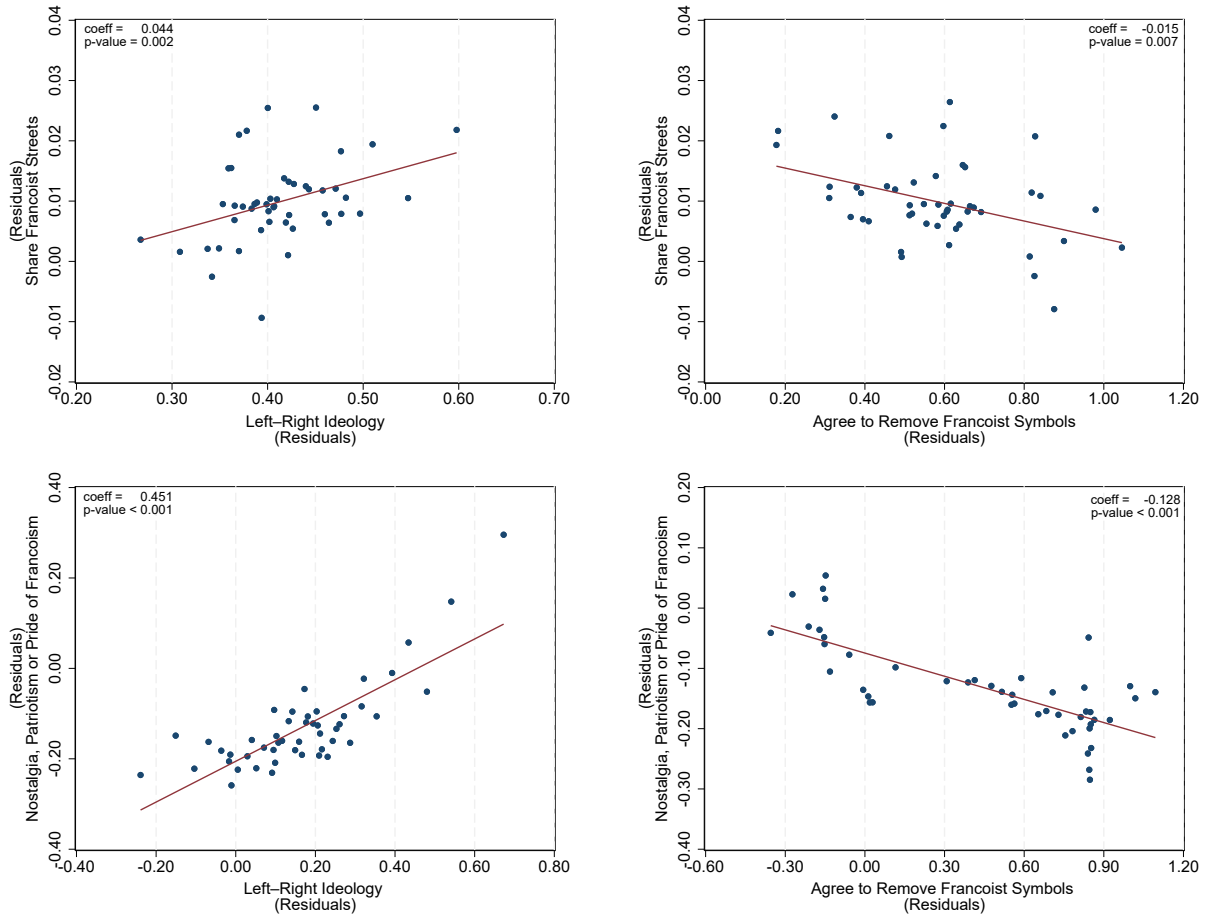 coeff = 0.044
p-value = 0.002
(Residuals)
Share Francoist Streets
0.04
0.03
0.02
0.01
0.00
-0.01
-0.02
-0.20 0.30 0.40 0.50 0.60 0.70
Left–Right Ideology
(Residuals)
coeff = -0.015
p-value = 0.007
(Residuals)
Share Francoist Streets
0.04
0.03
0.02
0.01
0.00
-0.01
-0.02
-0.00 0.20 0.40 0.60 0.80 1.00 1.20
Agree to Remove Francoist Symbols
(Residuals)
coeff = 0.451
p-value < 0.001
(Residuals)
Nostalgia, Patriotism or Pride of Francoism
0.40
0.20
0.00
-0.20
-0.40
-0.40 -0.20 0.00 0.20 0.40 0.60 0.80
Left–Right Ideology
(Residuals)
coeff = -0.128
p-value < 0.001
(Residuals)
Nostalgia, Patriotism or Pride of Francoism
0.20
0.10
0.00
-0.10
-0.20
-0.30
-0.40
-0.60 -0.30 0.00 0.30 0.60 0.90 1.20
Agree to Remove Francoist Symbols
(Residuals)